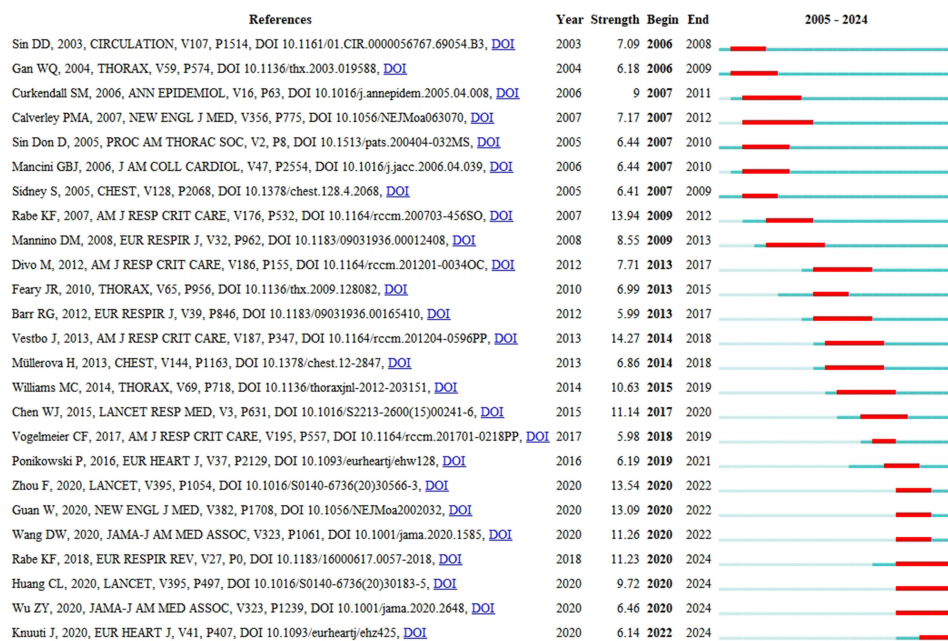 References Year Strength Begin End 2005 - 2024
Sin DD, 2003, CIRCULATION, V107, P1514, DOI 10.1161/01.CIR.0000056767.69054.B3, DOI 2003 7.09 2006 2008
Gan WQ, 2004, THORAX, V59, P574, DOI 10.1136/thx.2003.019588, DOI 2004 6.18 2006 2009
Curkendall SM, 2006, ANN EPIDEMIOL, V16, P63, DOI 10.1016/j.annepidem.2005.04.008, DOI 2006 9 2007 2011
Calverley PMA, 2007, NEW ENGL J MED, V356, P775, DOI 10.1056/NEJMoa063070, DOI 2007 7.17 2007 2012
Sin Don D, 2005, PROC AM THORAC SOC, V2, P8, DOI 10.1513/pats.200404-032MS, DOI 2005 6.44 2007 2010
Mancini GBJ, 2006, J AM COLL CARDIOL, V47, P2554, DOI 10.1016/j.jacc.2006.04.039, DOI 2006 6.44 2007 2010
Sidney S, 2005, CHEST, V128, P2068, DOI 10.1378/chest.128.4.2068, DOI 2005 6.41 2007 2009
Rabe KF, 2007, AM J RESP CRIT CARE, V176, P532, DOI 10.1164/rccm.200703-456SO, DOI 2007 13.94 2009 2012
Mannino DM, 2008, EUR RESPIR J, V32, P962, DOI 10.1183/09031936.00012408, DOI 2008 8.55 2009 2013
Divo M, 2012, AM J RESP CRIT CARE, V186, P155, DOI 10.1164/rccm.201201-0034OC, DOI 2012 7.71 2013 2017
Feary JR, 2010, THORAX, V65, P956, DOI 10.1136/thx.2009.128082, DOI 2010 6.99 2013 2015
Barr RG, 2012, EUR RESPIR J, V39, P846, DOI 10.1183/09031936.00165410, DOI 2012 5.99 2013 2017
Vestbo J, 2013, AM J RESP CRIT CARE, V187, P347, DOI 10.1164/rccm.201204-0596PP, DOI 2013 14.27 2014 2018
Müllerova H, 2013, CHEST, V144, P1163, DOI 10.1378/chest.12-2847, DOI 2013 6.86 2014 2018
Williams MC, 2014, THORAX, V69, P718, DOI 10.1136/thoraxjnl-2012-203151, DOI 2014 10.63 2015 2019
Chen WJ, 2015, LANCET RESP MED, V3, P631, DOI 10.1016/S2213-2600(15)00241-6, DOI 2015 11.14 2017 2020
Vogelmeier CF, 2017, AM J RESP CRIT CARE, V195, P557, DOI 10.1164/rccm.201701-0218PP, DOI 2017 5.98 2018 2019
Ponikowski P, 2016, EUR HEART J, V37, P2129, DOI 10.1093/eurheartj/ehw128, DOI 2016 6.19 2019 2021
Zhou F, 2020, LANCET, V395, P1054, DOI 10.1016/S0140-6736(20)30566-3, DOI 2020 13.54 2020 2022
Guan W, 2020, NEW ENGL J MED, V382, P1708, DOI 10.1056/NEJMoa2002032, DOI 2020 13.09 2020 2022
Wang DW, 2020, JAMA-J AM MED ASSOC, V323, P1061, DOI 10.1001/jama.2020.1585, DOI 2020 11.26 2020 2022
Rabe KF, 2018, EUR RESPIR REV, V27, P0, DOI 10.1183/16000617.0057-2018, DOI 2018 11.23 2020 2024
Huang CL, 2020, LANCET, V395, P497, DOI 10.1016/S0140-6736(20)30183-5, DOI 2020 9.72 2020 2024
Wu ZY, 2020, JAMA-J AM MED ASSOC, V323, P1239, DOI 10.1001/jama.2020.2648, DOI 2020 6.46 2020 2024
Knuuti J, 2020, EUR HEART J, V41, P407, DOI 10.1093/eurheartj/ehz425, DOI 2020 6.14 2022 2024